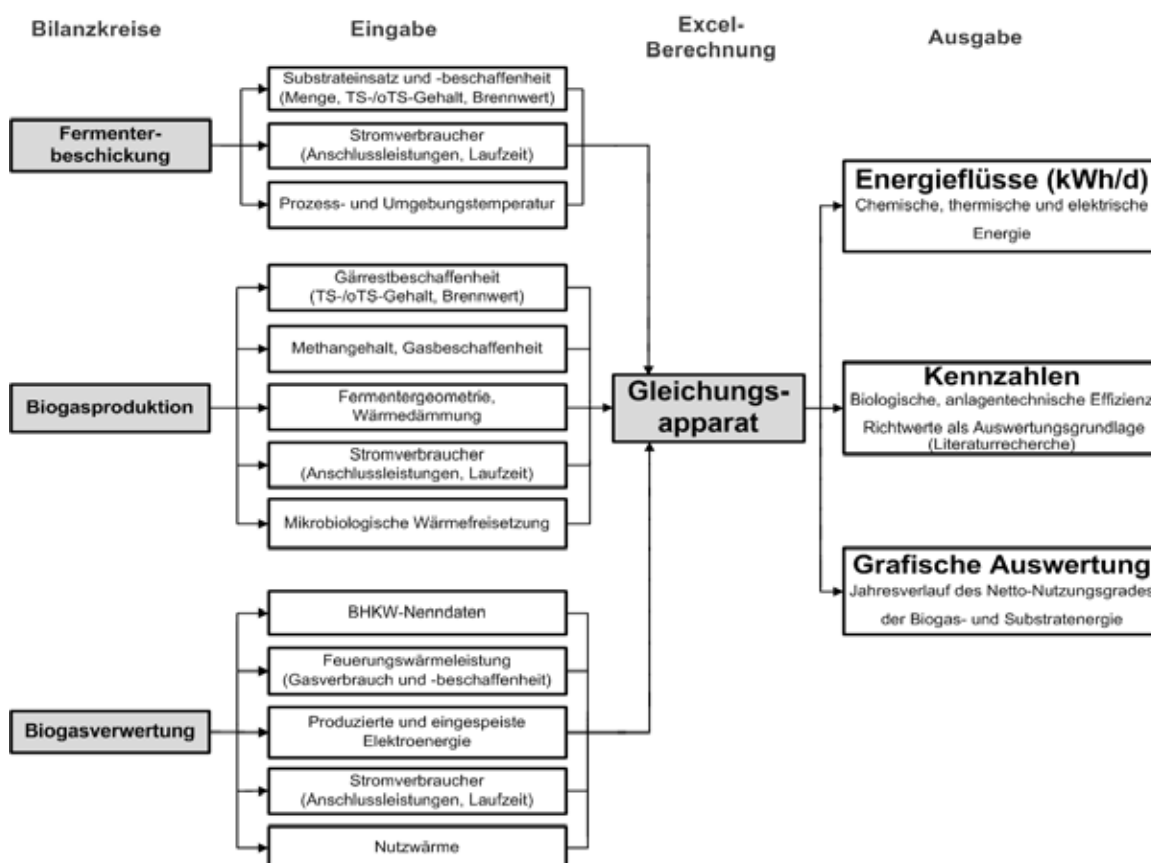 Bilanzkreise
Eingabe
Excel-
Berechnung
Ausgabe
Fermenter-
beschickung
Substrateinsatz und -beschaffenheit
(Menge, TS-/oTS-Gehalt, Brennwert)
Stromverbraucher
(Anschlussleistungen, Laufzeit)
Prozess- und Umgebungstemperatur
Biogasproduktion
Gärrestbeschaffenheit
(TS-/oTS-Gehalt, Brennwert)
Methangehalt, Gasbeschaffenheit
Fermentergeometrie,
Wärmedämmung
Stromverbraucher
(Anschlussleistungen, Laufzeit)
Mikrobiologische Wärmefreisetzung
Biogasverwertung
BHKW-Nenndaten
Feuerungswärmeleistung
(Gasverbrauch und -beschaffenheit)
Produzierte und eingespeiste
Elektroenergie
Stromverbraucher
(Anschlussleistungen, Laufzeit)
Nutzwärme
Gleichungs-
apparat
Energieflüsse (kWh/d)
Chemische, thermische und elektrische
Energie
Kennzahlen
Biologische, anlagentechnische Effizienz
Richtwerte als Auswertungsgrundlage
(Literaturrecherche)
Grafische Auswertung
Jahresverlauf des Netto-Nutzungsgrades
der Biogas- und Substratenergie